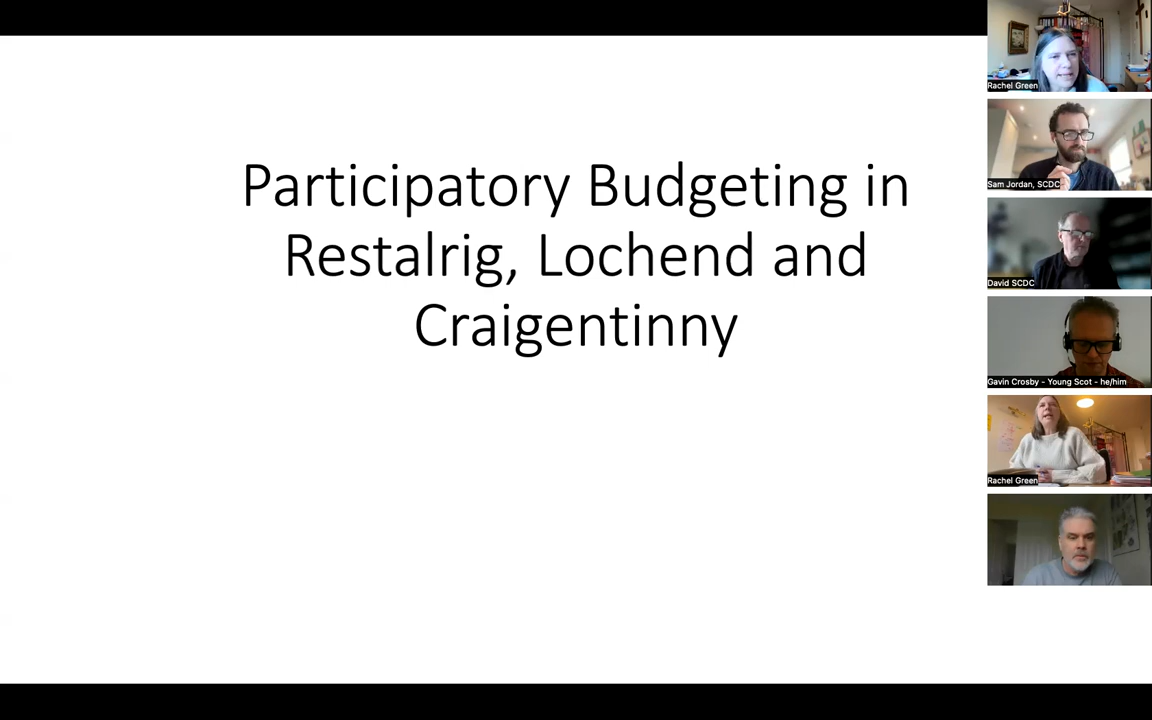 Participatory Budgeting in
Restalrig, Lochend and
Craigentinny
Rachel Green
Sam Jordan, SCDC
David SCDC
Gavin Crosby - Young Scot - he/him
Rachel Green